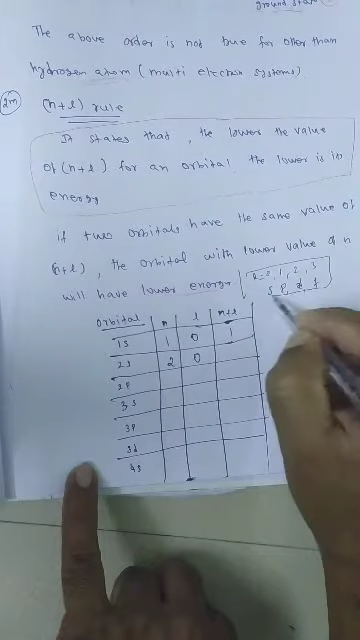 ground state
The above order is not true for other than
hydrogen atom (multi electron systems)
2m (n+l) rule
It states that, the lower the value
of (n+l) for an orbital the lower is its
energy
if two orbitals have the same value of
(n+l), the orbital with lower value of n
will have lower energy
l=0, 1, 2, 3
s p, d, f
orbital n l n+l
1s 1 0 1
2s 2 0
2p
3s
3p
3d
4s